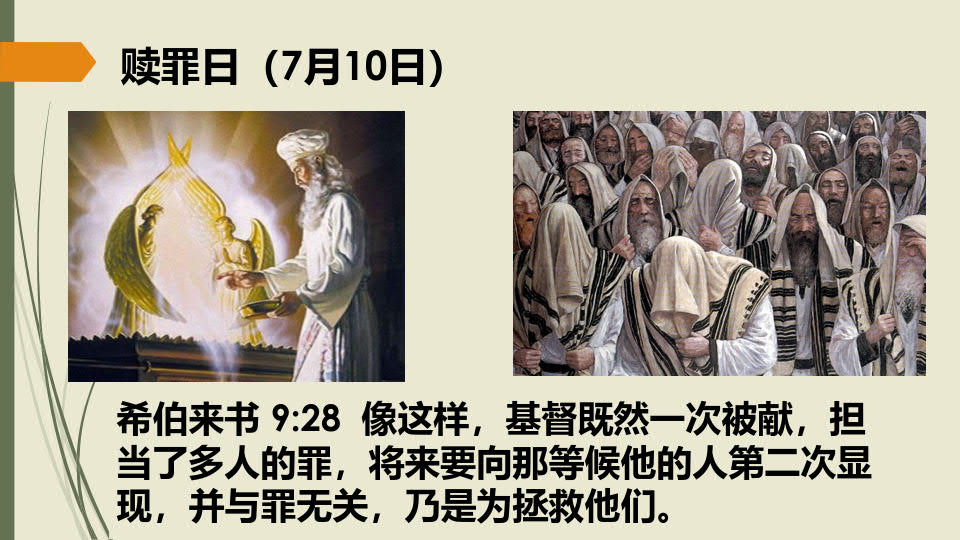 赎罪日（7月10日）
希伯来书 9:28 像这样，基督既然一次被献，担
当了多人的罪，将来要向那等候他的人第二次显
现，并与罪无关，乃是为拯救他们。